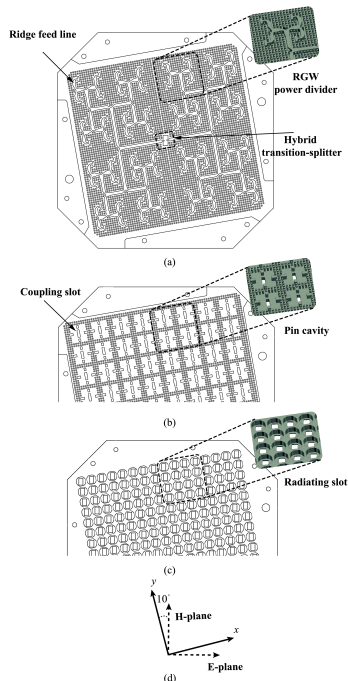 Ridge feed line
RGW
power divider
Hybrid
transition-splitter
(a)
Coupling slot
Pin cavity
(b)
Radiating slot
(c)
y
10°
H-plane
x
E-plane
(d)